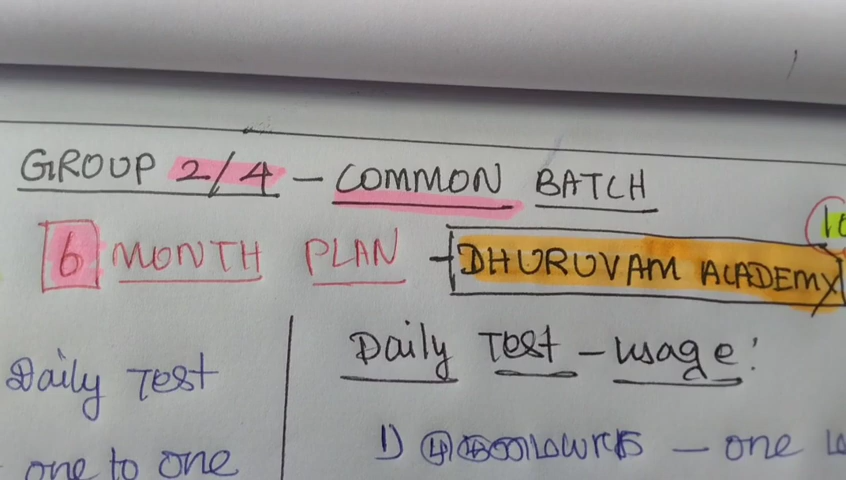 GROUP 2/4 - COMMON BATCH
6 MONTH PLAN - DHURUVAM ACADEMY
Daily Test - usage:
Daily Test
1) - one
one to one